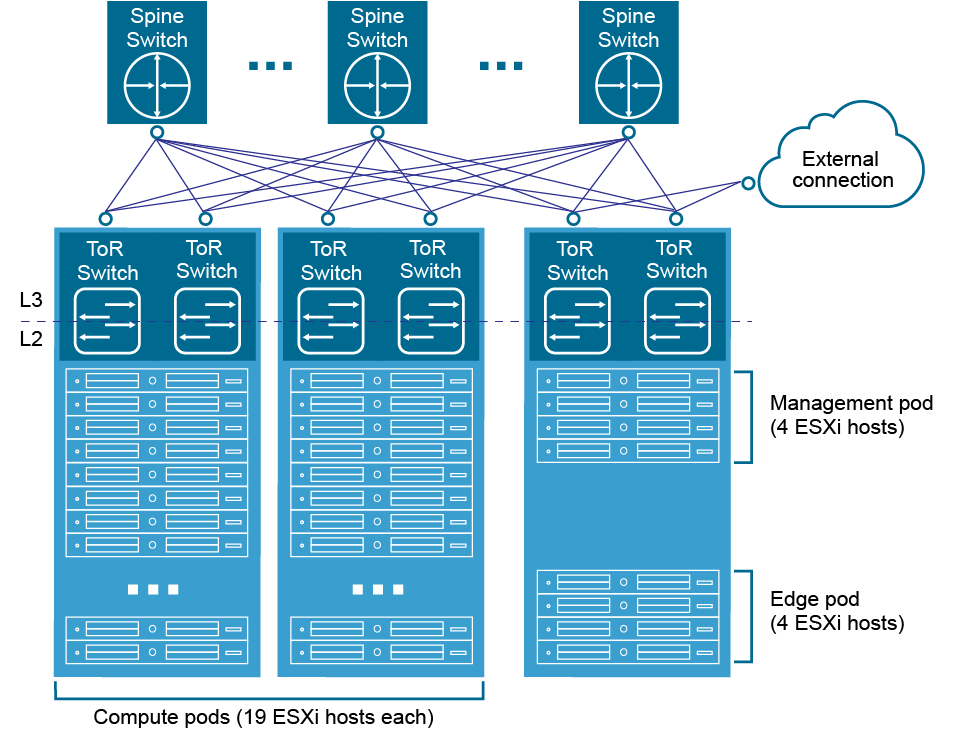 Spine
Switch
Spine
Switch
Spine
Switch
External
connection
ToR
Switch
ToR
Switch
ToR
Switch
ToR
Switch
ToR
Switch
ToR
Switch
L3
L2
Management pod
(4 ESXi hosts)
Edge pod
(4 ESXi hosts)
Compute pods (19 ESXi hosts each)